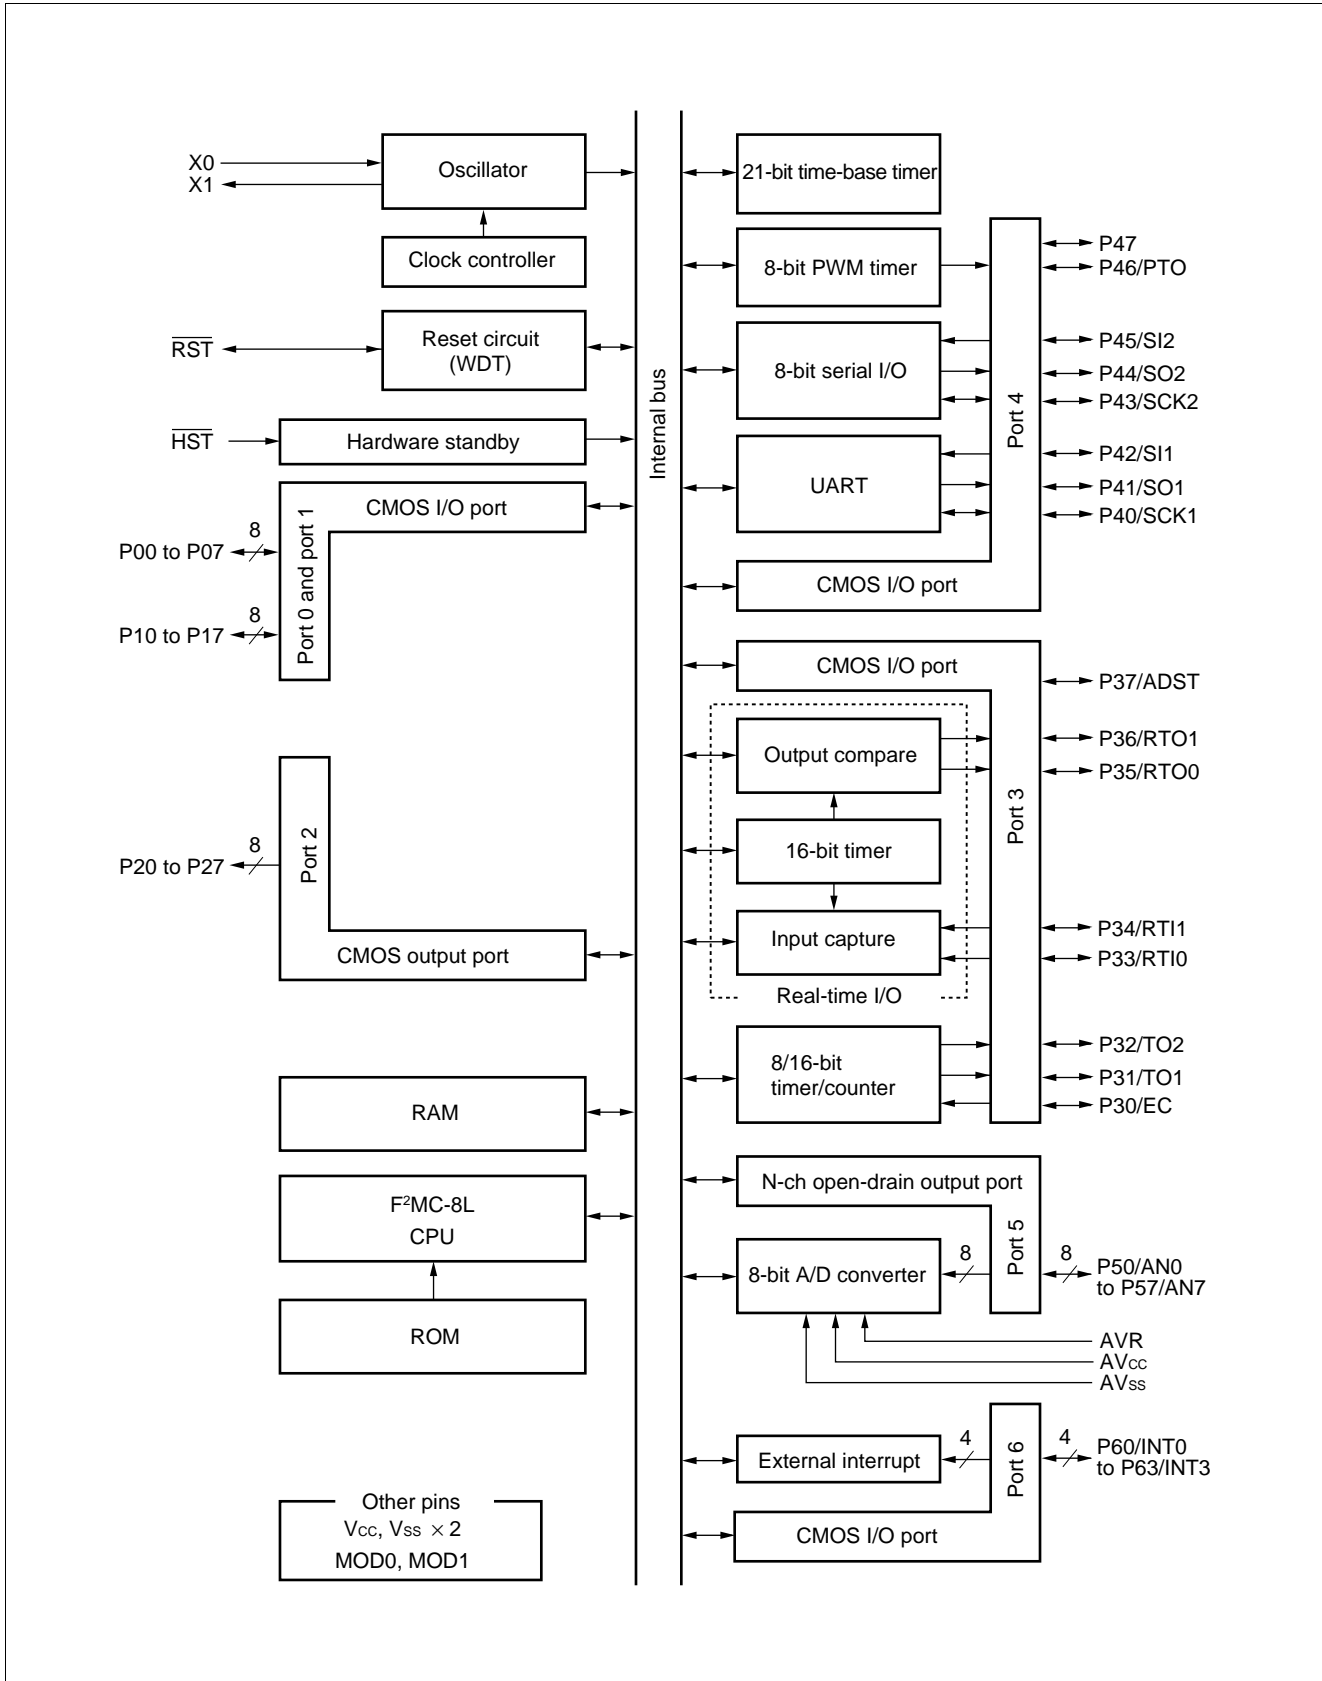 X0
X1
Oscillator
Clock controller
RST
Reset circuit
(WDT)
HST
Hardware standby
CMOS I/O port
Port 0 and port 1
8
P00 to P07
8
P10 to P17
Port 2
8
P20 to P27
CMOS output port
RAM
F²MC-8L
CPU
ROM
Other pins
Vcc, Vss × 2
MOD0, MOD1
Internal bus
21-bit time-base timer
8-bit PWM timer
8-bit serial I/O
UART
CMOS I/O port
Port 4
P47
P46/PTO
P45/SI2
P44/SO2
P43/SCK2
P42/SI1
P41/SO1
P40/SCK1
CMOS I/O port
Port 3
Output compare
16-bit timer
Input capture
Real-time I/O
8/16-bit
timer/counter
P37/ADST
P36/RTO1
P35/RTO0
P34/RTI1
P33/RTI0
P32/TO2
P31/TO1
P30/EC
N-ch open-drain output port
Port 5
8-bit A/D converter
8
8
P50/AN0
to P57/AN7
AVR
AVcc
AVss
External interrupt
4
Port 6
4
P60/INT0
to P63/INT3
CMOS I/O port